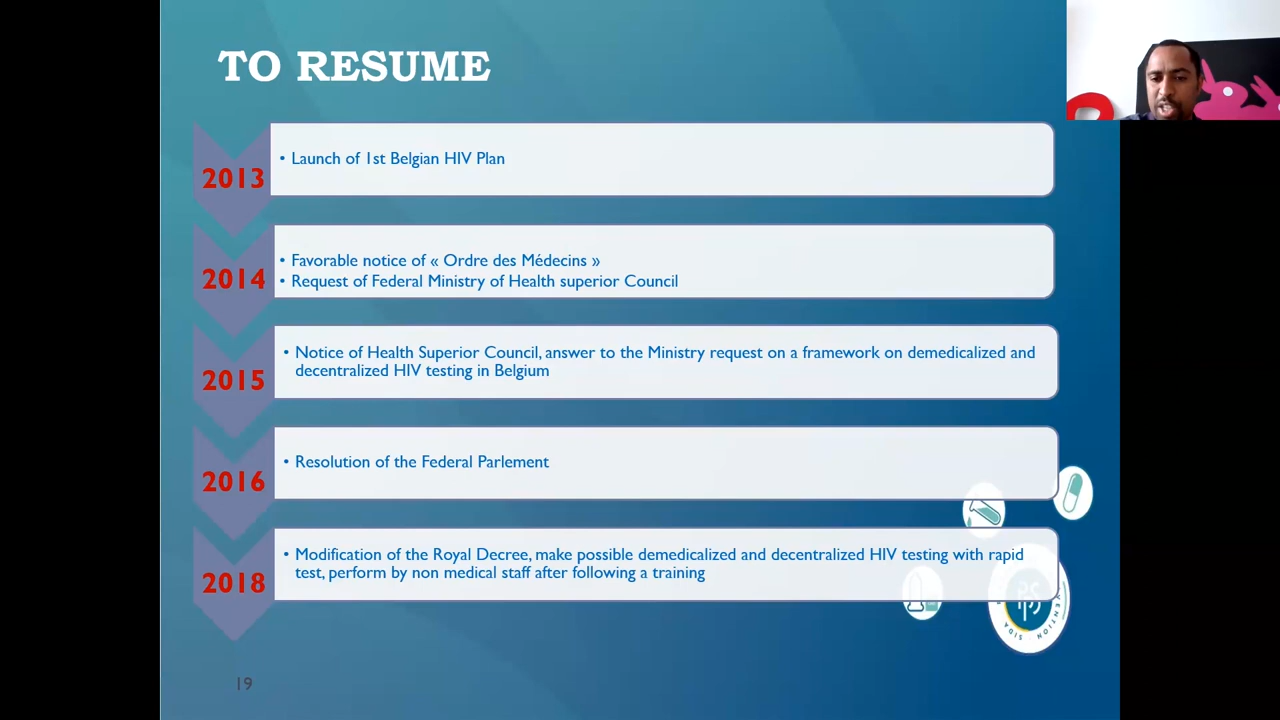 TO RESUME
2013
• Launch of 1st Belgian HIV Plan
2014
• Favorable notice of « Ordre des Médecins »
• Request of Federal Ministry of Health superior Council
2015
• Notice of Health Superior Council, answer to the Ministry request on a framework on demedicalized and
decentralized HIV testing in Belgium
2016
• Resolution of the Federal Parlement
2018
• Modification of the Royal Decree, make possible demedicalized and decentralized HIV testing with rapid
test, perform by non medical staff after following a training
SIDA
19